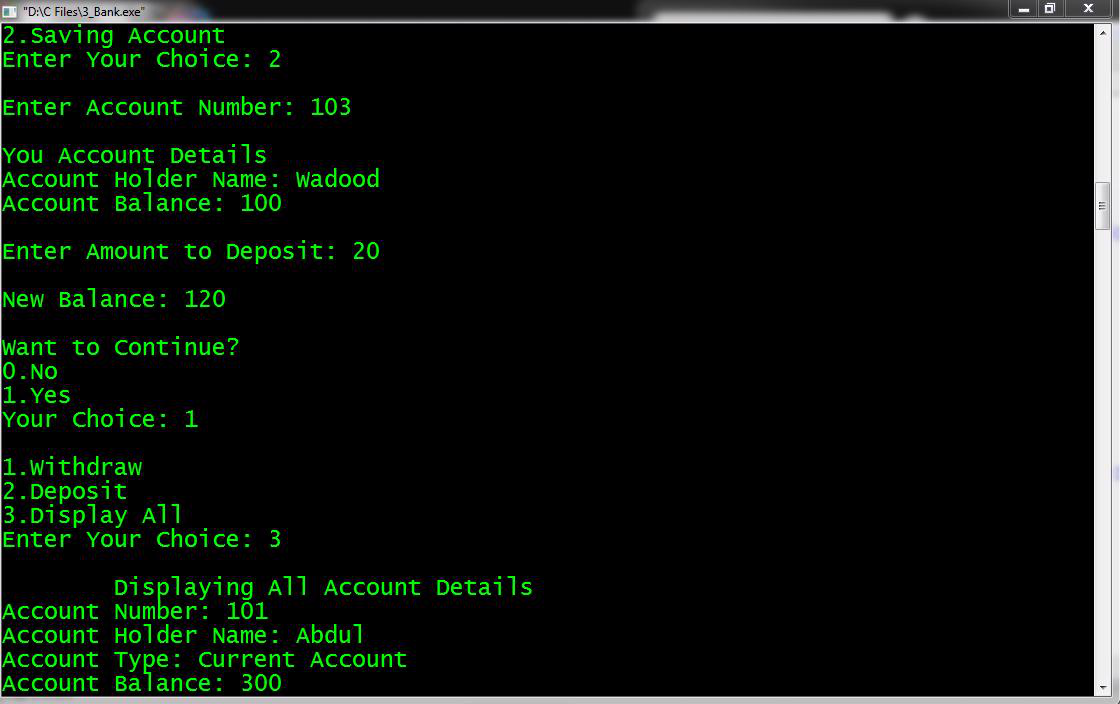 "D:\C Files\3_Bank.exe"
2.Saving Account
Enter Your Choice: 2
Enter Account Number: 103
You Account Details
Account Holder Name: Wadood
Account Balance: 100
Enter Amount to Deposit: 20
New Balance: 120
Want to Continue?
0.No
1.Yes
Your Choice: 1
1.Withdraw
2.Deposit
3.Display All
Enter Your Choice: 3
Displaying All Account Details
Account Number: 101
Account Holder Name: Abdul
Account Type: Current Account
Account Balance: 300